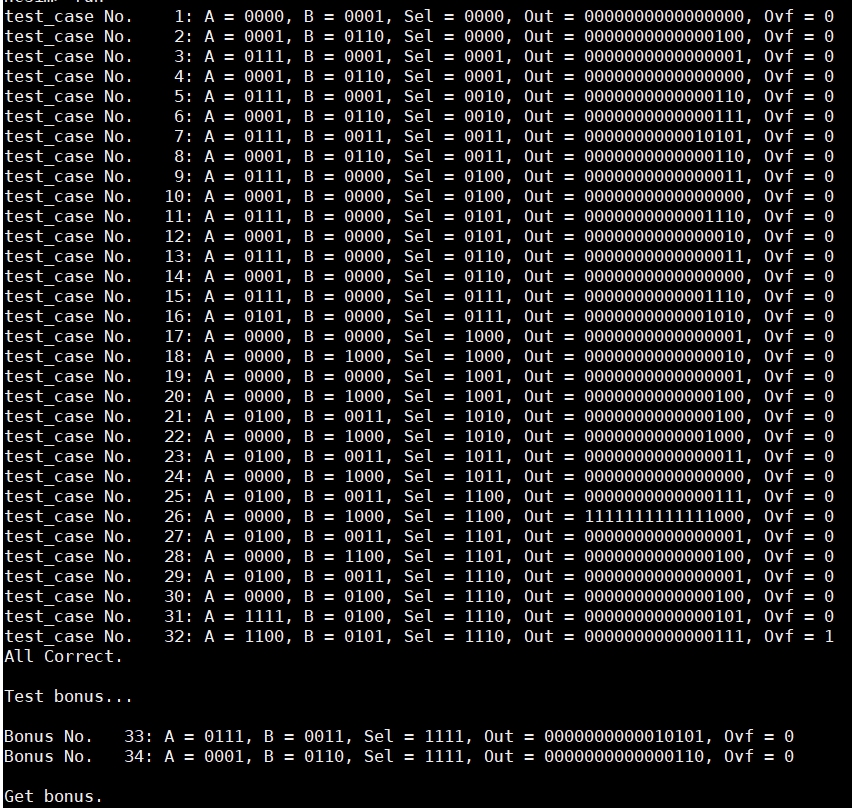 test_case No.    1: A = 0000, B = 0001, Sel = 0000, Out = 0000000000000000, Ovf = 0
test_case No.    2: A = 0001, B = 0110, Sel = 0000, Out = 0000000000000100, Ovf = 0
test_case No.    3: A = 0111, B = 0001, Sel = 0001, Out = 0000000000000001, Ovf = 0
test_case No.    4: A = 0001, B = 0110, Sel = 0001, Out = 0000000000000000, Ovf = 0
test_case No.    5: A = 0111, B = 0001, Sel = 0010, Out = 0000000000000110, Ovf = 0
test_case No.    6: A = 0001, B = 0110, Sel = 0010, Out = 0000000000000111, Ovf = 0
test_case No.    7: A = 0111, B = 0011, Sel = 0011, Out = 0000000000010101, Ovf = 0
test_case No.    8: A = 0001, B = 0110, Sel = 0011, Out = 0000000000000110, Ovf = 0
test_case No.    9: A = 0111, B = 0000, Sel = 0100, Out = 0000000000000011, Ovf = 0
test_case No.   10: A = 0001, B = 0000, Sel = 0100, Out = 0000000000000000, Ovf = 0
test_case No.   11: A = 0111, B = 0000, Sel = 0101, Out = 0000000000001110, Ovf = 0
test_case No.   12: A = 0001, B = 0000, Sel = 0101, Out = 0000000000000010, Ovf = 0
test_case No.   13: A = 0111, B = 0000, Sel = 0110, Out = 0000000000000011, Ovf = 0
test_case No.   14: A = 0001, B = 0000, Sel = 0110, Out = 0000000000000000, Ovf = 0
test_case No.   15: A = 0111, B = 0000, Sel = 0111, Out = 0000000000001110, Ovf = 0
test_case No.   16: A = 0101, B = 0000, Sel = 0111, Out = 0000000000001010, Ovf = 0
test_case No.   17: A = 0000, B = 0000, Sel = 1000, Out = 0000000000000001, Ovf = 0
test_case No.   18: A = 0000, B = 1000, Sel = 1000, Out = 0000000000000010, Ovf = 0
test_case No.   19: A = 0000, B = 0000, Sel = 1001, Out = 0000000000000001, Ovf = 0
test_case No.   20: A = 0000, B = 1000, Sel = 1001, Out = 0000000000000100, Ovf = 0
test_case No.   21: A = 0100, B = 0011, Sel = 1010, Out = 0000000000000100, Ovf = 0
test_case No.   22: A = 0000, B = 1000, Sel = 1010, Out = 0000000000001000, Ovf = 0
test_case No.   23: A = 0100, B = 0011, Sel = 1011, Out = 0000000000000011, Ovf = 0
test_case No.   24: A = 0000, B = 1000, Sel = 1011, Out = 0000000000000000, Ovf = 0
test_case No.   25: A = 0100, B = 0011, Sel = 1100, Out = 0000000000000111, Ovf = 0
test_case No.   26: A = 0000, B = 1000, Sel = 1100, Out = 1111111111111000, Ovf = 0
test_case No.   27: A = 0100, B = 0011, Sel = 1101, Out = 0000000000000001, Ovf = 0
test_case No.   28: A = 0000, B = 1100, Sel = 1101, Out = 0000000000000100, Ovf = 0
test_case No.   29: A = 0100, B = 0011, Sel = 1110, Out = 0000000000000001, Ovf = 0
test_case No.   30: A = 0000, B = 0100, Sel = 1110, Out = 0000000000000100, Ovf = 0
test_case No.   31: A = 1111, B = 0100, Sel = 1110, Out = 0000000000000101, Ovf = 0
test_case No.   32: A = 1100, B = 0101, Sel = 1110, Out = 0000000000000111, Ovf = 1
All Correct.
Test bonus...
Bonus No.   33: A = 0111, B = 0011, Sel = 1111, Out = 0000000000010101, Ovf = 0
Bonus No.   34: A = 0001, B = 0110, Sel = 1111, Out = 0000000000000110, Ovf = 0
Get bonus.